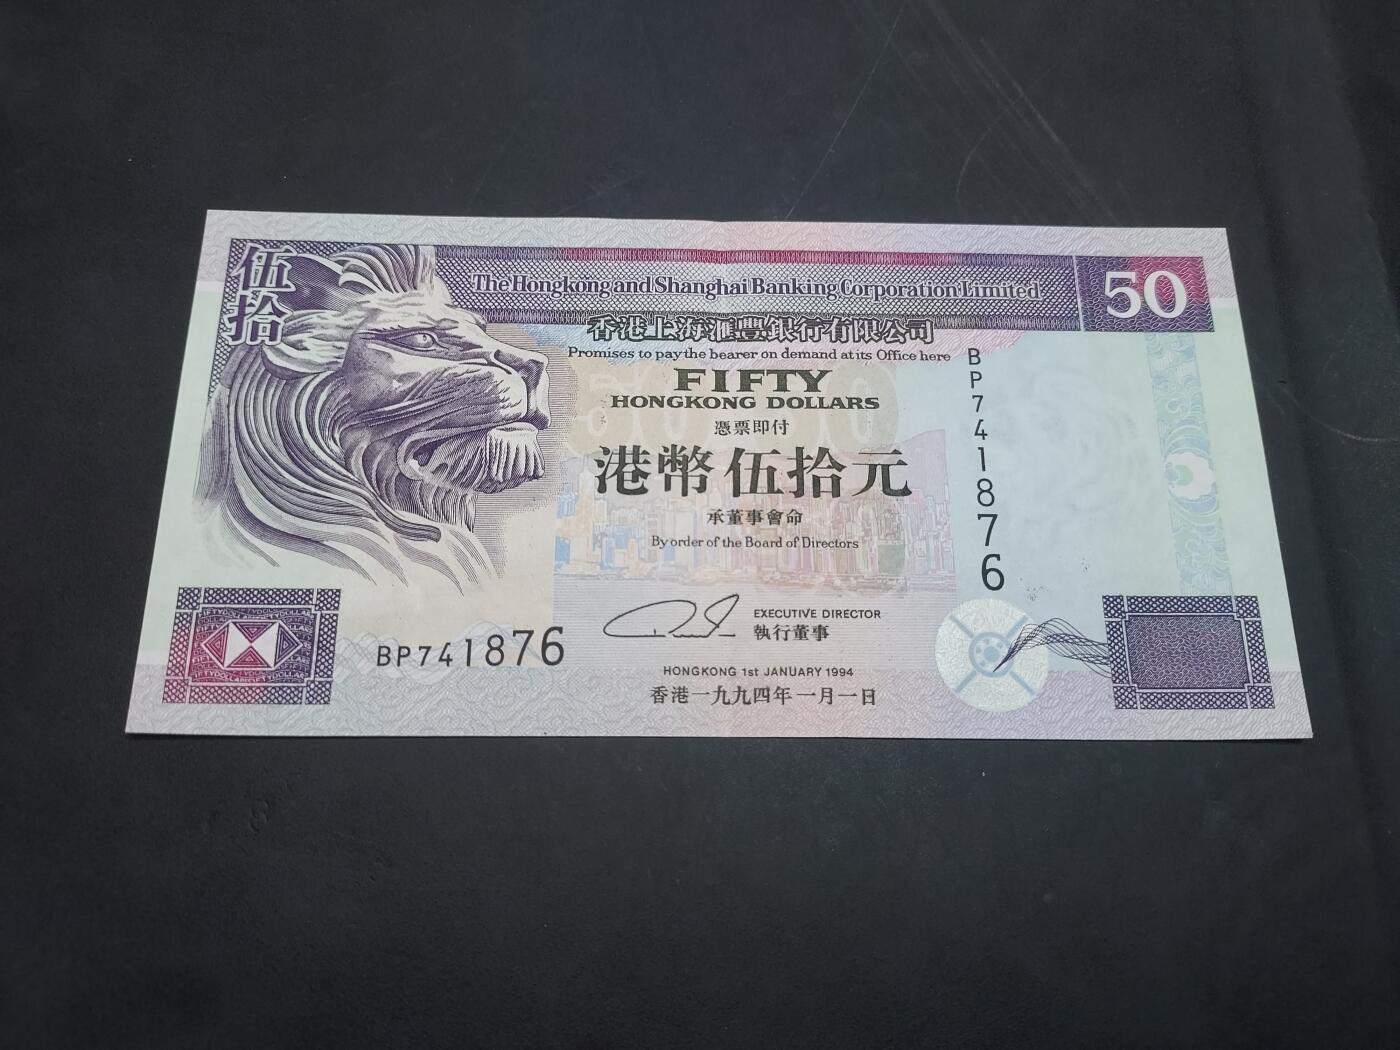 伍拾
The Hongkong and Shanghai Banking Corporation Limited
50
香港上海滙豐銀行有限公司
Promises to pay the bearer on demand at its Office here
BP741876
FIFTY
HONGKONG DOLLARS
憑票即付
港幣伍拾元
承董事會命
By order of the Board of Directors
EXECUTIVE DIRECTOR
執行董事
BP741876
HONGKONG 1st JANUARY 1994
香港一九九四年一月一日